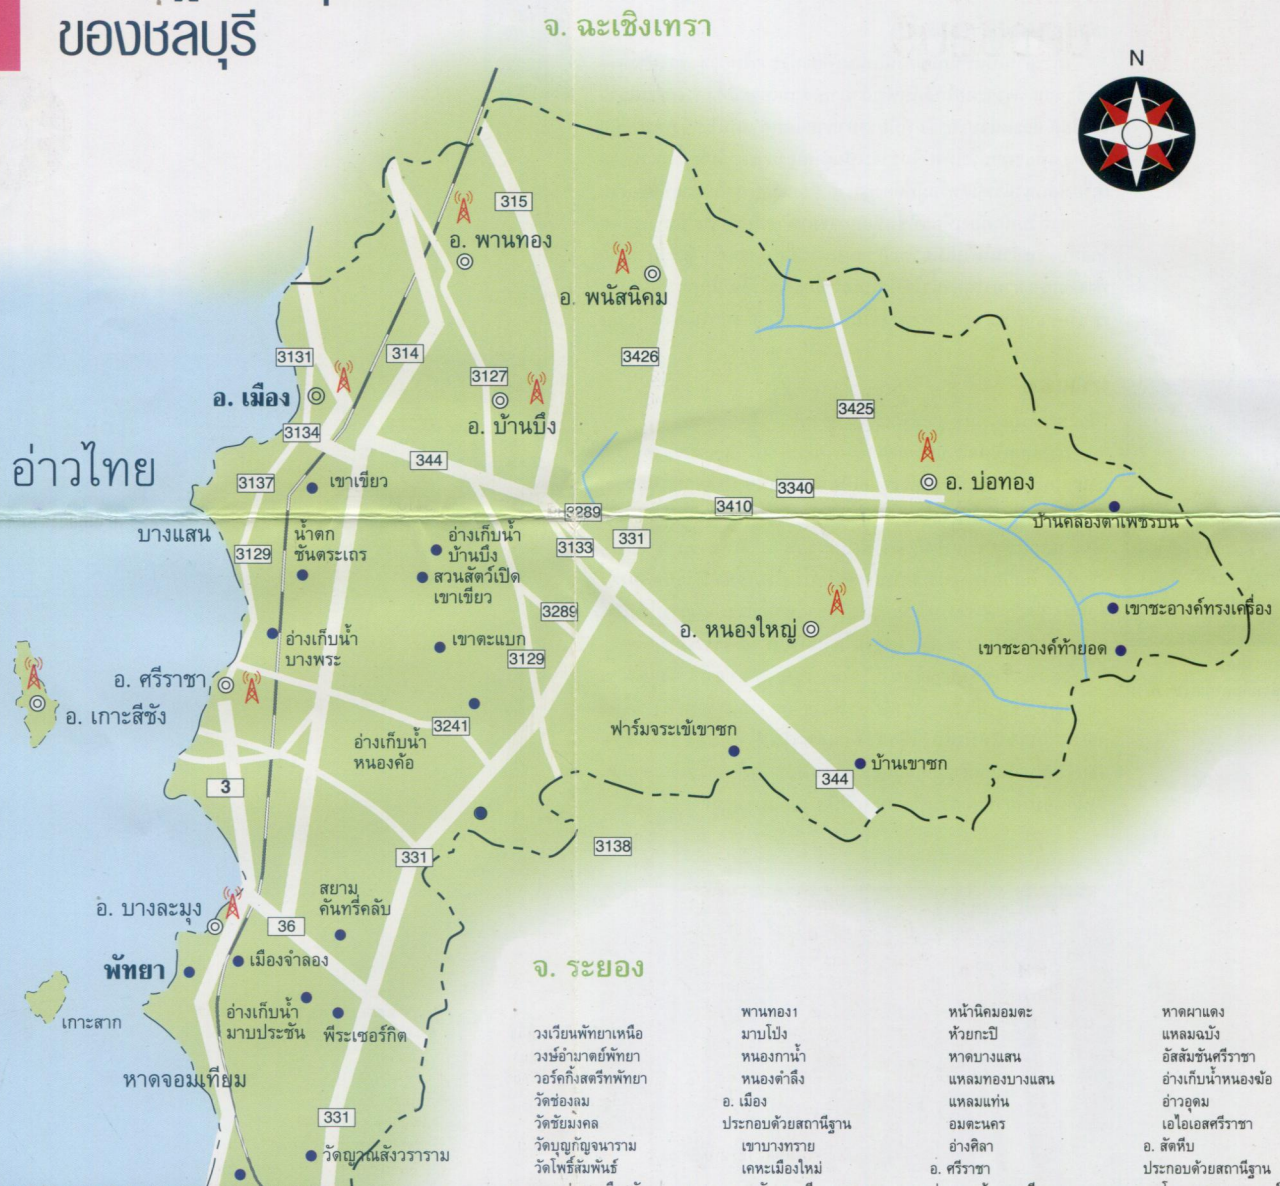 ของชลบุรี
จ. ฉะเชิงเทรา
N
315
อ. พานทอง
อ. พนัสนิคม
3131
314
3426
3127
อ. เมือง
3425
อ. บ้านบึง
3134
อ่าวไทย
344
3137
เขาเขียว
3340
อ. บ่อทอง
3410
3289
บ้านคลองตาเพชรบน
บางแสน
น้ำตก
ชันตระเถร
อ่างเก็บน้ำ
บ้านบึง
3129
3133
331
สวนสัตว์เปิด
เขาเขียว
3289
เขาชะอางค์ทรงเครื่อง
อ. หนองใหญ่
อ่างเก็บน้ำ
บางพระ
เขาตะแบก
3129
เขาชะอางค์ห้ายอด
อ. ศรีราชา
อ. เกาะสีชัง
3241
ฟาร์มจระเข้เขาซก
อ่างเก็บน้ำ
หนองค้อ
บ้านเขาซก
344
3
3138
331
สยาม
คันทรี่คลับ
อ. บางละมุง
36
พัทยา
เมืองจำลอง
จ. ระยอง
อ่างเก็บน้ำ
มาบประชัน
พีระเซอร์กิต
เกาะสาก
หาดจอมเทียม
331
วัดญาณสังวราราม
วงเวียนพัทยาเหนือ
วงษ์อำมาตย์พัทยา
วอร์คกิ้งสตรีทพัทยา
วัดช่องลม
วัดชัยมงคล
วัดบุญกัญจนาราม
วัดโพธิ์สัมพันธ์
พานทอง1
มาบโป่ง
หนองกาน้ำ
หนองตำลึง
อ. เมือง
ประกอบด้วยสถานีฐาน
เขาบางทราย
เคหะเมืองใหม่
หน้านิคมอมตะ
ห้วยกะปิ
หาดบางแสน
แหลมทองบางแสน
แหลมแท่น
อมตะนคร
อ่างศิลา
อ. ศรีราชา
หาดผาแดง
แหลมฉบัง
อัสสัมชันศรีราชา
อ่างเก็บน้ำหนองฆ้อ
อ่าวอุดม
เอไอเอสศรีราชา
อ. สัตหีบ
ประกอบด้วยสถานีฐาน